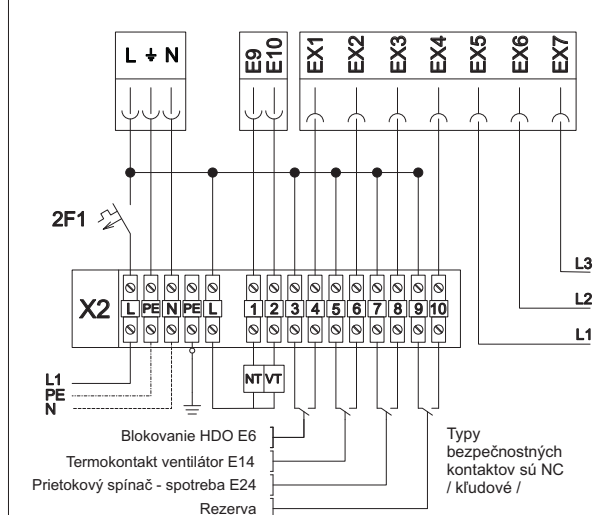 L ⏚ N
E9
E10
EX1
EX2
EX3
EX4
EX5
EX6
EX7
2F1
L3
L2
L1
X2
L PE N PE L 1 2 3 4 5 6 7 8 9 10
L1
PE
N
NT VT
Blokovanie HDO E6
Termokontakt ventilátor E14
Prietokový spínač - spotreba E24
Rezerva
Typy
bezpečnostných
kontaktov sú NC
/ kľudové /